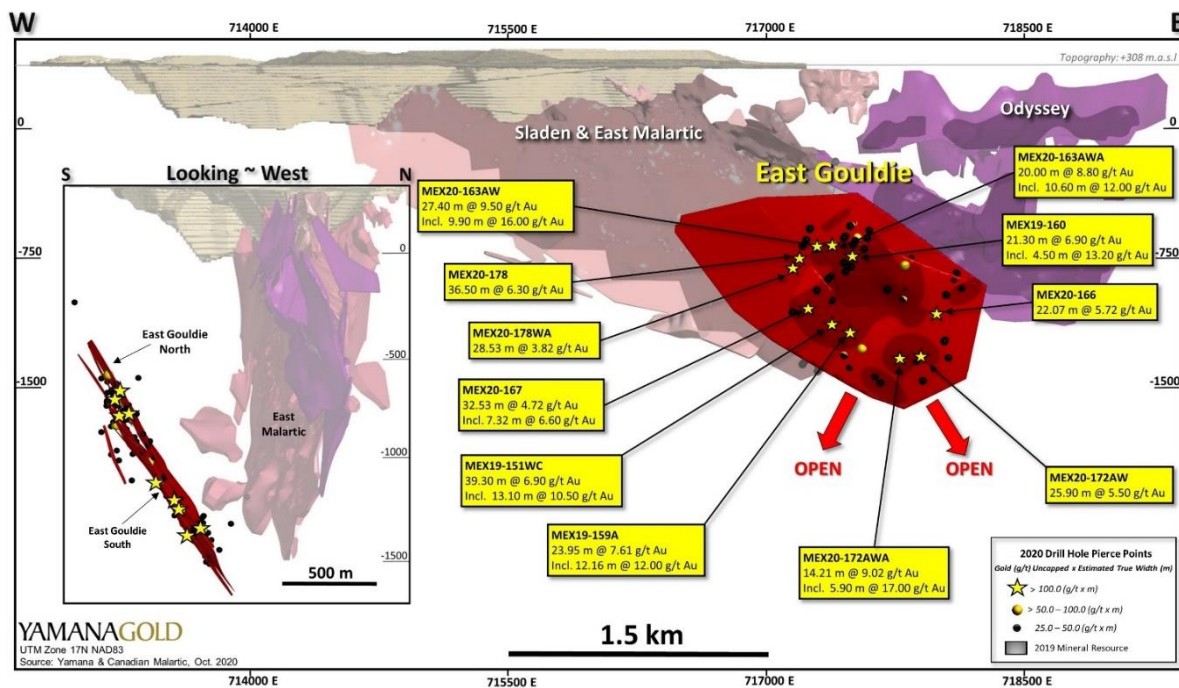 W
714000 E
715500 E
717000 E
718500 E
E
Topography: +308 m.a.s.l
0
-750
-1500
0
Sladen & East Malartic
Odyssey
East Gouldie
S
Looking ~ West
N
0
-500
-1000
-1500
East Gouldie
North
East
Malartic
East Gouldie
South
500 m
MEX20-163AW
27.40 m @ 9.50 g/t Au
Incl. 9.90 m @ 16.00 g/t Au
MEX20-178
36.50 m @ 6.30 g/t Au
MEX20-178WA
28.53 m @ 3.82 g/t Au
MEX20-167
32.53 m @ 4.72 g/t Au
Incl. 7.32 m @ 6.60 g/t Au
MEX19-151WC
39.30 m @ 6.90 g/t Au
Incl. 13.10 m @ 10.50 g/t Au
MEX19-159A
23.95 m @ 7.61 g/t Au
Incl. 12.16 m @ 12.00 g/t Au
MEX20-172AWA
14.21 m @ 9.02 g/t Au
Incl. 5.90 m @ 17.00 g/t Au
MEX20-163AWA
20.00 m @ 8.80 g/t Au
Incl. 10.60 m @ 12.00 g/t Au
MEX19-160
21.30 m @ 6.90 g/t Au
Incl. 4.50 m @ 13.20 g/t Au
-750
MEX20-166
22.07 m @ 5.72 g/t Au
-1500
MEX20-172AW
25.90 m @ 5.50 g/t Au
OPEN
OPEN
2020 Drill Hole Pierce Points
Gold (g/t) Uncapped x Estimated True Width (m)
> 100.0 (g/t x m)
> 50.0 – 100.0 (g/t x m)
25.0 – 50.0 (g/t x m)
2019 Mineral Resource
YAMANAGOLD
UTM Zone 17N NAD83
Source: Yamana & Canadian Malartic, Oct. 2020
1.5 km
714000 E
715500 E
717000 E
718500 E